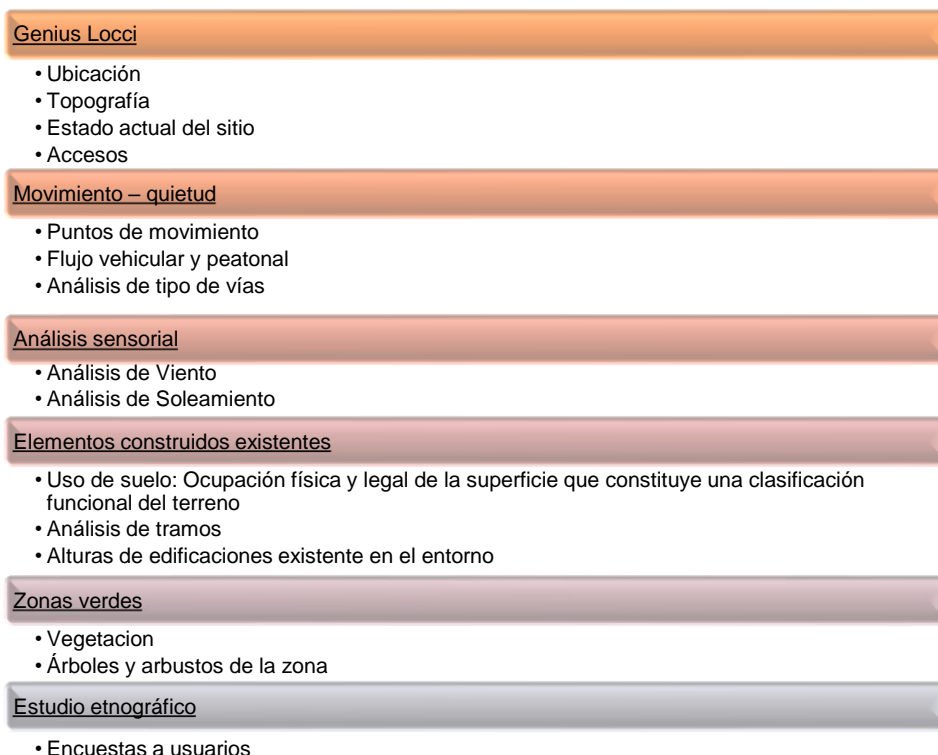 Genius Locci
• Ubicación
• Topografía
• Estado actual del sitio
• Accesos
Movimiento – quietud
• Puntos de movimiento
• Flujo vehicular y peatonal
• Análisis de tipo de vías
Análisis sensorial
• Análisis de Viento
• Análisis de Soleamiento
Elementos construidos existentes
• Uso de suelo: Ocupación física y legal de la superficie que constituye una clasificación
funcional del terreno
• Análisis de tramos
• Alturas de edificaciones existente en el entorno
Zonas verdes
• Vegetacion
• Árboles y arbustos de la zona
Estudio etnográfico
• Encuestas a usuarios